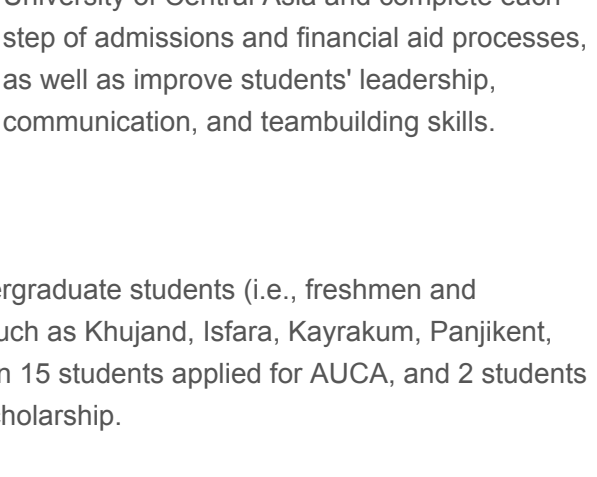 University of Central Asia and complete each
step of admissions and financial aid processes,
as well as improve students' leadership,
communication, and teambuilding skills.
ergraduate students (i.e., freshmen and
uch as Khujand, Isfara, Kayrakum, Panjikent,
n 15 students applied for AUCA, and 2 students
cholarship.